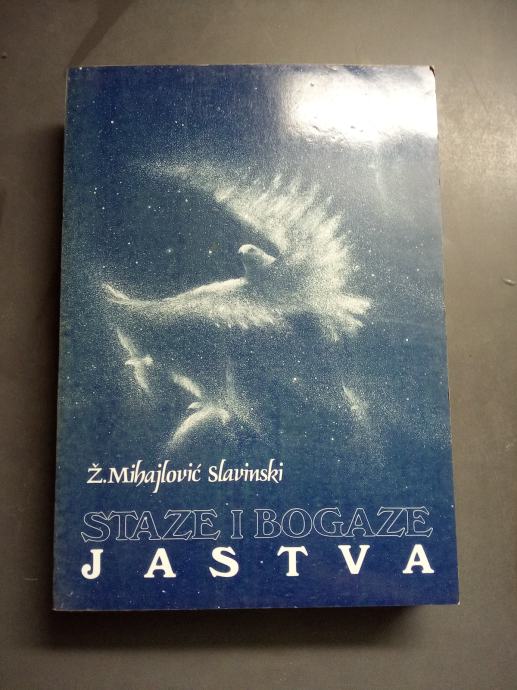 Ž. Mihajlović Slavinski
STAZE I BOGAZE
JASTVA